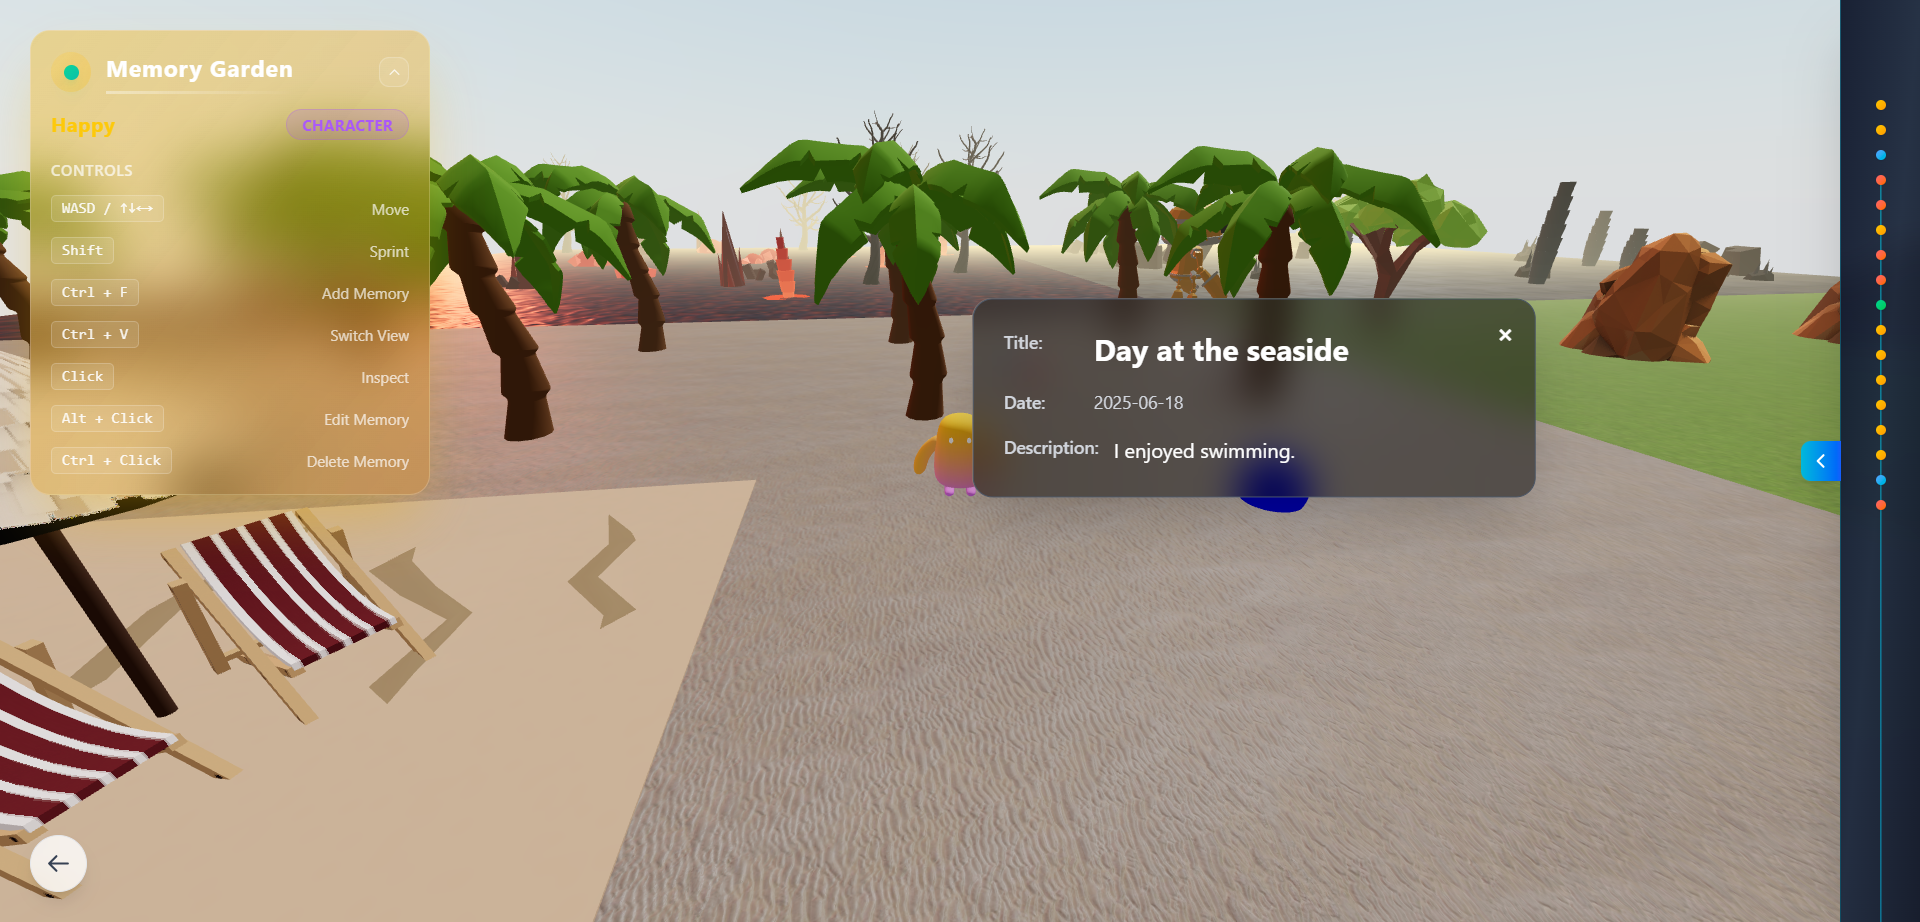 Memory Garden
Happy
CHARACTER
CONTROLS
WASD / ↑↓←→ Move
Shift Sprint
Ctrl + F Add Memory
Ctrl + V Switch View
Click Inspect
Alt + Click Edit Memory
Ctrl + Click Delete Memory
Title: Day at the seaside
Date: 2025-06-18
Description: I enjoyed swimming.